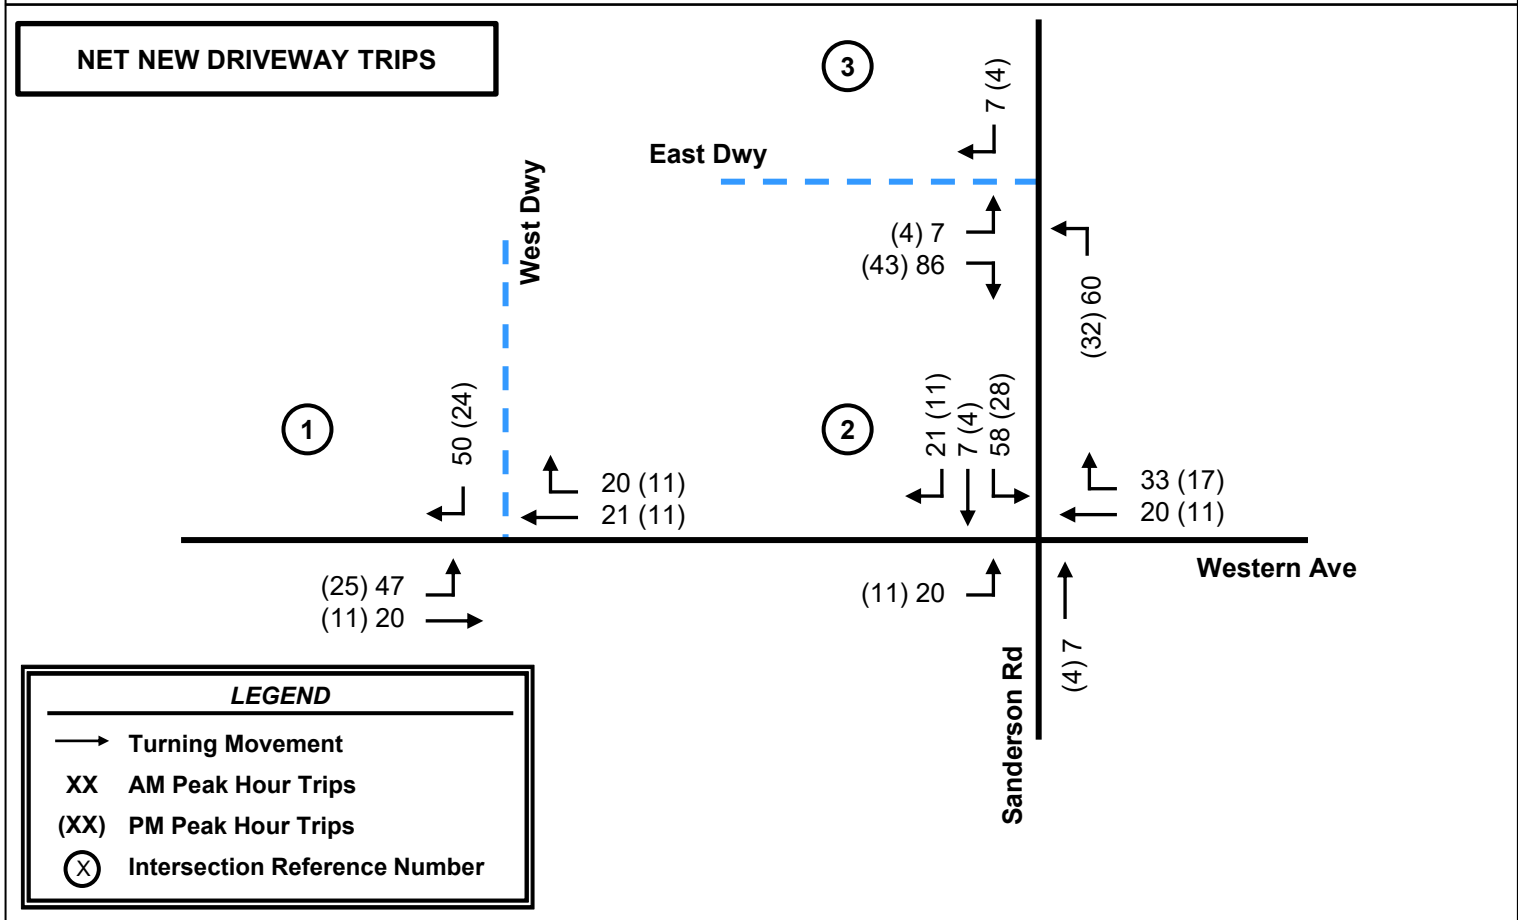 NET NEW DRIVEWAY TRIPS
3
7 (4)
East Dwy
West Dwy
(4) 7
(43) 86
(32) 60
1
50 (24)
20 (11)
21 (11)
2
21 (11)
7 (4)
58 (28)
33 (17)
20 (11)
Western Ave
(25) 47
(11) 20
(11) 20
(4) 7
Sanderson Rd
LEGEND
Turning Movement
XX AM Peak Hour Trips
(XX) PM Peak Hour Trips
X Intersection Reference Number